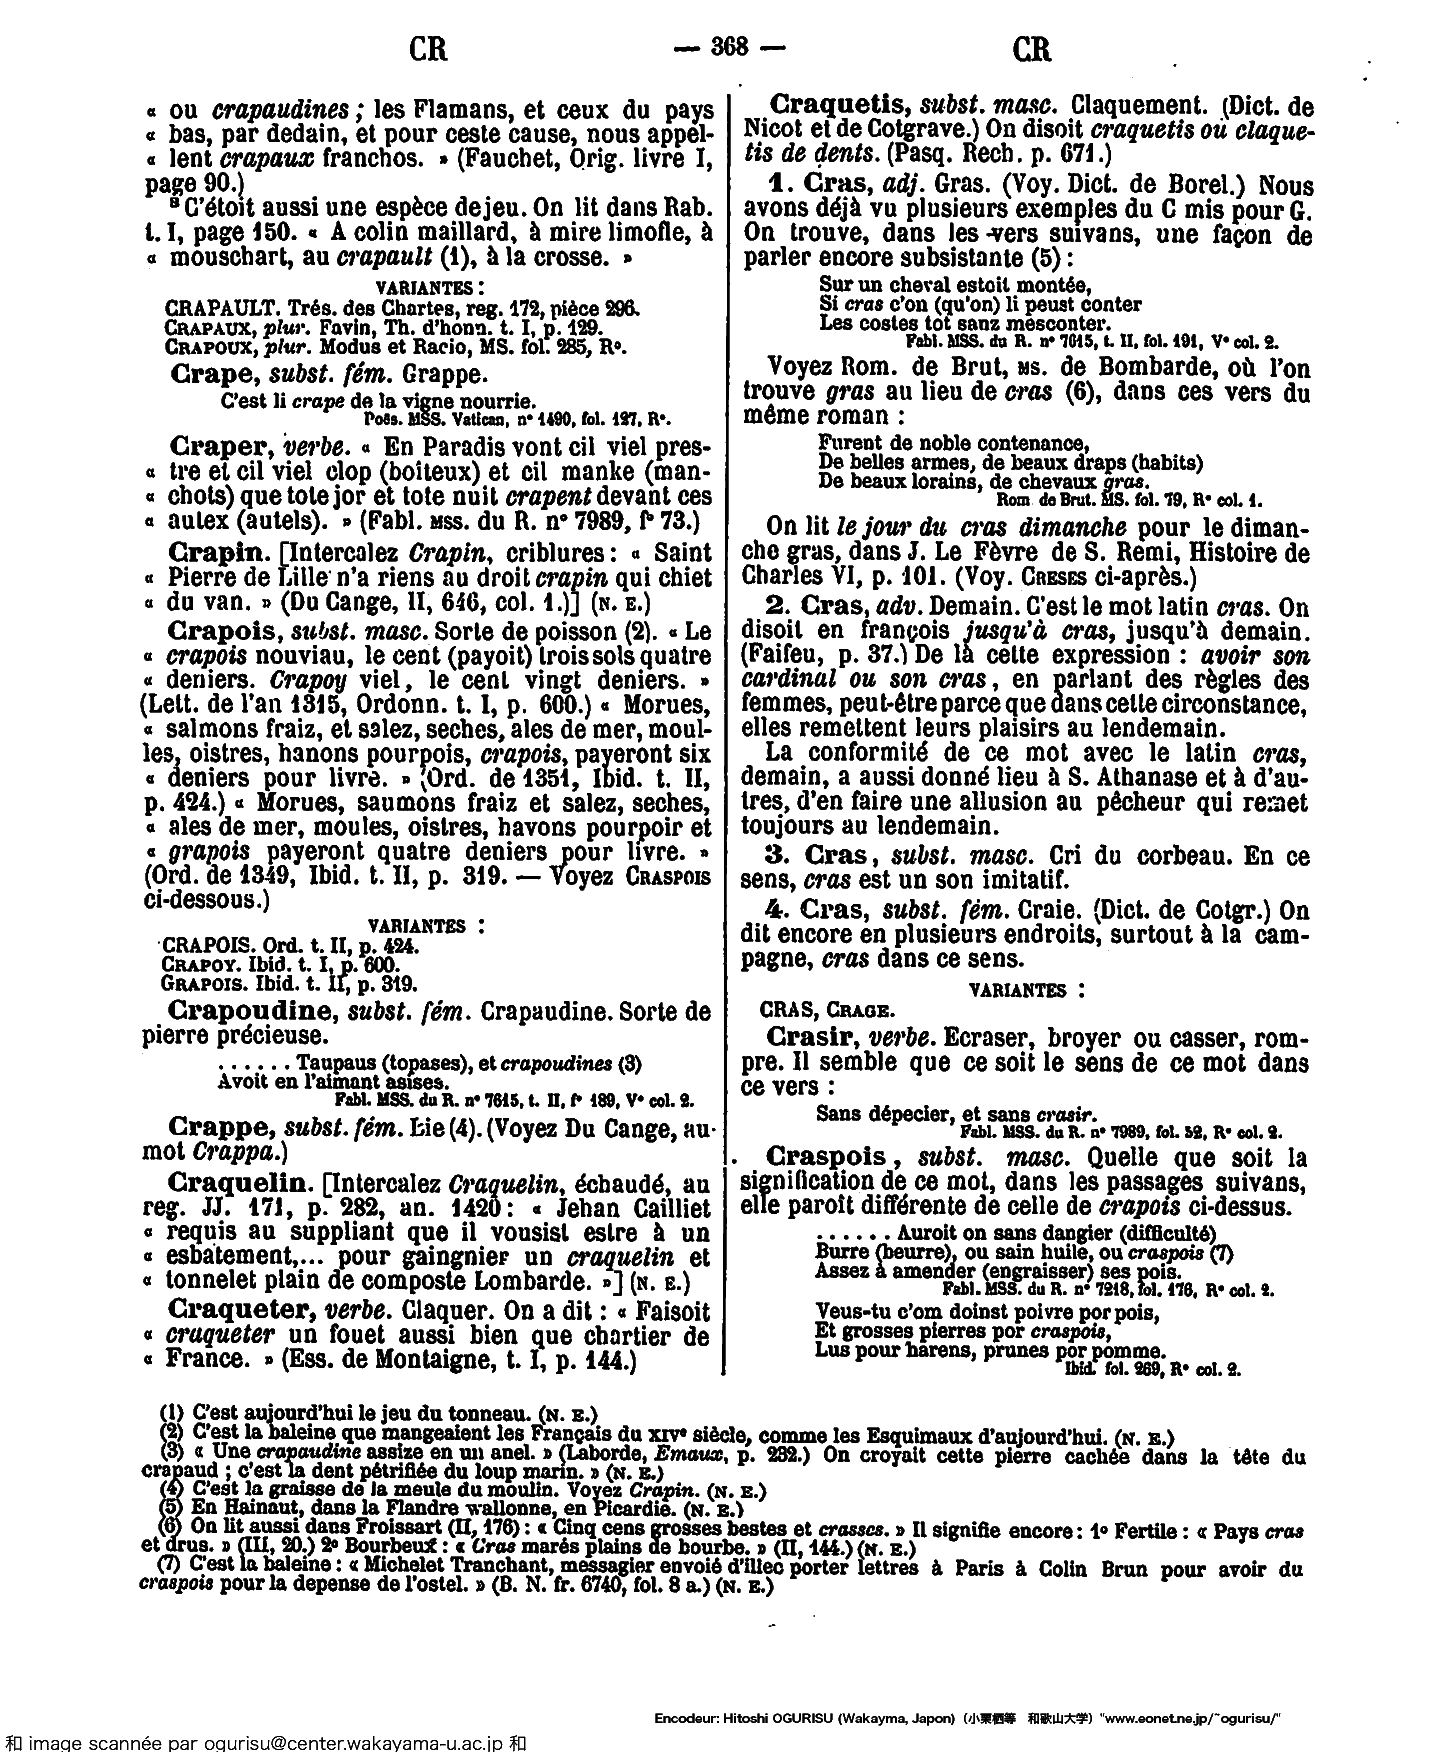 CR — 368 — CR
« ou crapaudines ; les Flamans, et ceux du pays
« bas, par dedain, et pour ceste cause, nous appel-
« lent crapaux franchos. » (Fauchet, Orig. livre I,
page 90.)
B C'étoit aussi une espèce de jeu. On lit dans Rab.
t. I, page 150. « A colin maillard, à mire limofle, à
« mouschart, au crapault (1), à la crosse. »
VARIANTES :
CRAPAULT. Trés. des Chartes, reg. 172, pièce 296.
CRAPAUX, plur. Favin, Th. d'honn. t. I, p. 129.
CRAPOUX, plur. Modus et Racio, MS. fol. 285, R°.
Crape, subst. fém. Grappe.
C'est li crape de la vigne nourrie.
Poës. MSS. Vatican, n° 1490, fol. 127, R°.
Craper, verbe. « En Paradis vont cil viel pres-
« tre et cil viel clop (boiteux) et cil manke (man-
« chots) que tote jor et tote nuit crapent devant ces
« autex (autels). » (Fabl. MSS. du R. n° 7989, f° 73.)
Crapin. [Intercalez Crapin, criblures : « Saint
« Pierre de Lille n'a riens au droit crapin qui chiet
« du van. » (Du Cange, II, 646, col. 1.)] (N. E.)
Crapois, subst. masc. Sorte de poisson (2). « Le
« crapois nouviau, le cent (payoit) trois sols quatre
« deniers. Crapoy viel, le cent vingt deniers. »
(Lett. de l'an 1315, Ordonn. t. I, p. 600.) « Morues,
« salmons fraiz, et salez, seches, ales de mer, moul-
les, oistres, hanons pourpois, crapois, payeront six
« deniers pour livre. » (Ord. de 1351, Ibid. t. II,
p. 424.) « Morues, saumons fraiz et salez, seches,
« ales de mer, moules, oistres, havons pourpoir et
« grapois payeront quatre deniers pour livre. »
(Ord. de 1349, Ibid. t. II, p. 319. — Voyez CRASPOIS
ci-dessous.)
VARIANTES :
CRAPOIS. Ord. t. II, p. 424.
CRAPOY. Ibid. t. I, p. 600.
GRAPOIS. Ibid. t. II, p. 319.
Crapoudine, subst. fém. Crapaudine. Sorte de
pierre précieuse.
. . . . . . Taupaus (topases), et crapoudines (3)
Avoit en l'aimant asises.
Fabl. MSS. du R. n° 7615, t. II, f° 189, V° col. 2.
Crappe, subst. fém. Lie (4). (Voyez Du Cange, au
mot Crappa.)
Craquelin. [Intercalez Craquelin, échaudé, au
reg. JJ. 171, p. 282, an. 1420 : « Jehan Cailliet
« requis au suppliant que il vousist estre à un
« esbatement,... pour gaingnier un craquelin et
« tonnelet plain de composte Lombarde. »] (N. E.)
Craqueter, verbe. Claquer. On a dit : « Faisoit
« craqueter un fouet aussi bien que chartier de
« France. » (Ess. de Montaigne, t. I, p. 144.)
Craquetis, subst. masc. Claquement. (Dict. de
Nicot et de Cotgrave.) On disoit craquetis ou claque-
tis de dents. (Pasq. Rech. p. 671.)
1. Cras, adj. Gras. (Voy. Dict. de Borel.) Nous
avons déjà vu plusieurs exemples du C mis pour G.
On trouve, dans les vers suivans, une façon de
parler encore subsistante (5) :
Sur un cheval estoit montée,
Si cras c'on (qu'on) li peust conter
Les costes tot sanz mesconter.
Fabl. MSS. du R. n° 7615, t. II, fol. 191, V° col. 2.
Voyez Rom. de Brut, MS. de Bombarde, où l'on
trouve gras au lieu de cras (6), dans ces vers du
même roman :
Furent de noble contenance,
De belles armes, de beaux draps (habits)
De beaux lorains, de chevaux gras.
Rom de Brut. MS. fol. 79, R° col. 1.
On lit le jour du cras dimanche pour le diman-
che gras, dans J. Le Fèvre de S. Remi, Histoire de
Charles VI, p. 101. (Voy. CRESES ci-après.)
2. Cras, adv. Demain. C'est le mot latin cras. On
disoit en françois jusqu'à cras, jusqu'à demain.
(Faifeu, p. 37.) De là cette expression : avoir son
cardinal ou son cras, en parlant des règles des
femmes, peut-être parce que dans cette circonstance,
elles remettent leurs plaisirs au lendemain.
La conformité de ce mot avec le latin cras,
demain, a aussi donné lieu à S. Athanase et à d'au-
tres, d'en faire une allusion au pêcheur qui remet
toujours au lendemain.
3. Cras, subst. masc. Cri du corbeau. En ce
sens, cras est un son imitatif.
4. Cras, subst. fém. Craie. (Dict. de Cotgr.) On
dit encore en plusieurs endroits, surtout à la cam-
pagne, cras dans ce sens.
VARIANTES :
CRAS, CRAGE.
Crasir, verbe. Ecraser, broyer ou casser, rom-
pre. Il semble que ce soit le sens de ce mot dans
ce vers :
Sans dépecier, et sans crasir.
Fabl. MSS. du R. n° 7989, fol. 52, R° col. 2.
Craspois, subst. masc. Quelle que soit la
signification de ce mot, dans les passages suivans,
elle paroît différente de celle de crapois ci-dessus.
. . . . . . Auroit on sans dangier (difficulté)
Burre (beurre), ou sain huile, ou craspois (7)
Assez à amender (engraisser) ses pois.
Fabl. MSS. du R. n° 7218, fol. 176, R° col. 2.
Veus-tu c'om doinst poivre por pois,
Et grosses pierres por craspois,
Lus pour harens, prunes por pomme.
Ibid. fol. 269, R° col. 2.
(1) C'est aujourd'hui le jeu du tonneau. (N. E.)
(2) C'est la baleine que mangeaient les Français du XIV° siècle, comme les Esquimaux d'aujourd'hui. (N. E.)
(3) « Une crapaudine assize en un anel. » (Laborde, Emaux, p. 232.) On croyait cette pierre cachée dans la tête du
crapaud ; c'est la dent pétrifiée du loup marin. » (N. E.)
(4) C'est la graisse de la meule du moulin. Voyez Crapin. (N. E.)
(5) En Hainaut, dans la Flandre wallonne, en Picardie. (N. E.)
(6) On lit aussi dans Froissart (II, 176) : « Cinq cens grosses bestes et crasses. » Il signifie encore : 1° Fertile : « Pays cras
et drus. » (III, 20.) 2° Bourbeux : « Cras marés plains de bourbe. » (II, 144.) (N. E.)
(7) C'est la baleine : « Michelet Tranchant, messagier envoié d'illec porter lettres à Paris à Colin Brun pour avoir du
craspois pour la depense de l'ostel. » (B. N. fr. 6740, fol. 8 a.) (N. E.)
Encodeur: Hitoshi OGURISU (Wakayma, Japon) (小栗栖等 和歌山大学) "www.eonet.ne.jp/~ogurisu/"
和 image scannée par ogurisu@center.wakayama-u.ac.jp 和